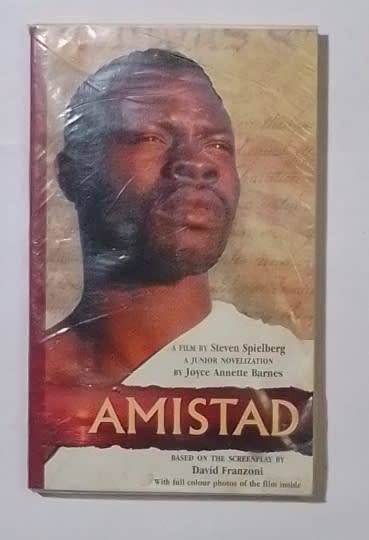 A FILM BY Steven Spielberg
A JUNIOR NOVELIZATION
BY Joyce Annette Barnes
AMISTAD
BASED ON THE SCREENPLAY BY
David Franzoni
With full colour photos of the film inside